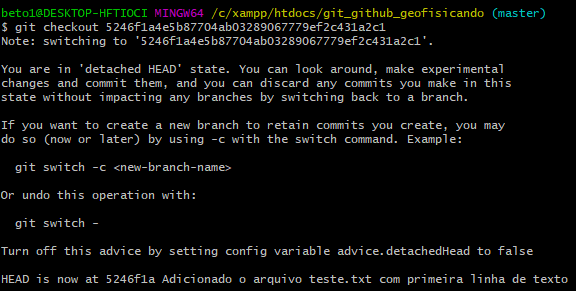 beto1@DESKTOP-HFTIOCI MINGW64 /c/xampp/htdocs/git_github_geofisicando (master)
$ git checkout 5246f1a4e5b87704ab03289067779ef2c431a2c1
Note: switching to '5246f1a4e5b87704ab03289067779ef2c431a2c1'.
You are in 'detached HEAD' state. You can look around, make experimental
changes and commit them, and you can discard any commits you make in this
state without impacting any branches by switching back to a branch.
If you want to create a new branch to retain commits you create, you may
do so (now or later) by using -c with the switch command. Example:
git switch -c <new-branch-name>
Or undo this operation with:
git switch -
Turn off this advice by setting config variable advice.detachedHead to false
HEAD is now at 5246f1a Adicionado o arquivo teste.txt com primeira linha de texto